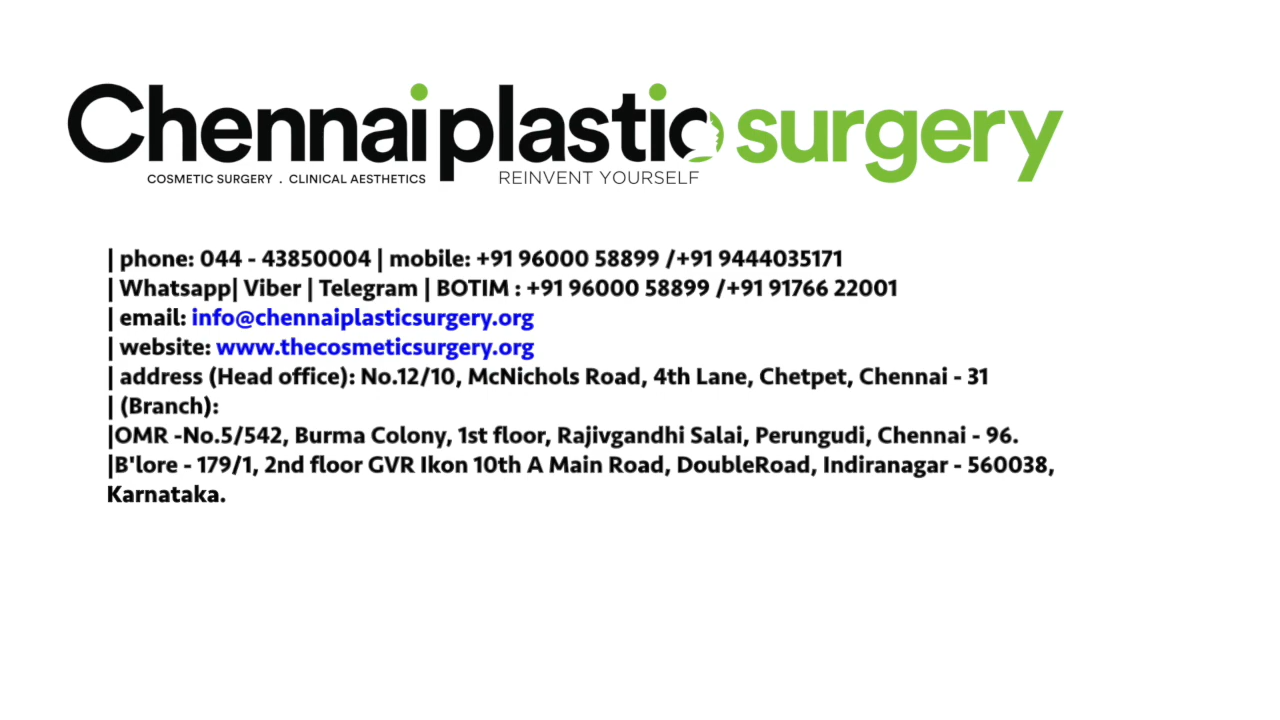 Chennai plastic surgery
COSMETIC SURGERY . CLINICAL AESTHETICS REINVENT YOURSELF
| phone: 044 - 43850004 | mobile: +91 96000 58899 /+91 9444035171
| Whatsapp| Viber | Telegram | BOTIM : +91 96000 58899 /+91 91766 22001
| email: info@chennaiplasticsurgery.org
| website: www.thecosmeticsurgery.org
| address (Head office): No.12/10, McNichols Road, 4th Lane, Chetpet, Chennai - 31
| (Branch):
|OMR -No.5/542, Burma Colony, 1st floor, Rajivgandhi Salai, Perungudi, Chennai - 96.
|B'lore - 179/1, 2nd floor GVR Ikon 10th A Main Road, DoubleRoad, Indiranagar - 560038,
Karnataka.